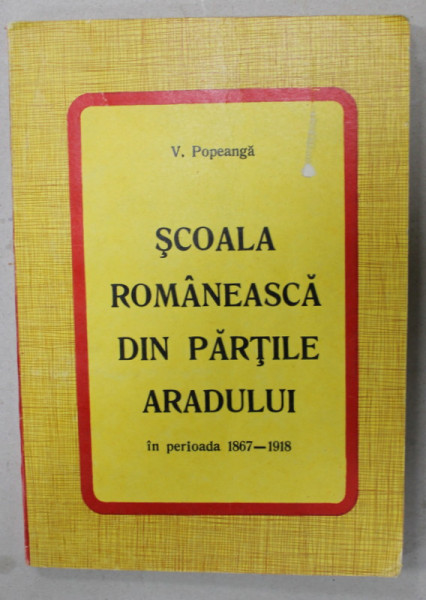 V. Popeangă
ŞCOALA
ROMÂNEASCĂ
DIN PĂRŢILE
ARADULUI
în perioada 1867—1918